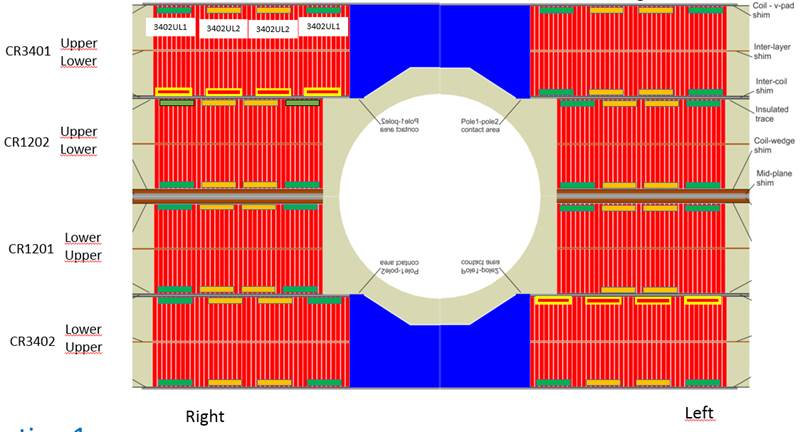 Coil - v-pad
shim
3402UL1
3402UL2
3402UL2
3402UL1
CR3401
Upper
Lower
Inter-layer
shim
Inter-coil
shim
CR1202
Upper
Lower
Pole1-pole2
contact area
Pole1-pole2
contact area
Insulated
trace
Coil-wedge
shim
Mid-plane
shim
CR1201
Lower
Upper
Pole1-pole2
contact area
Pole1-pole2
contact area
CR3402
Lower
Upper
Right
Left